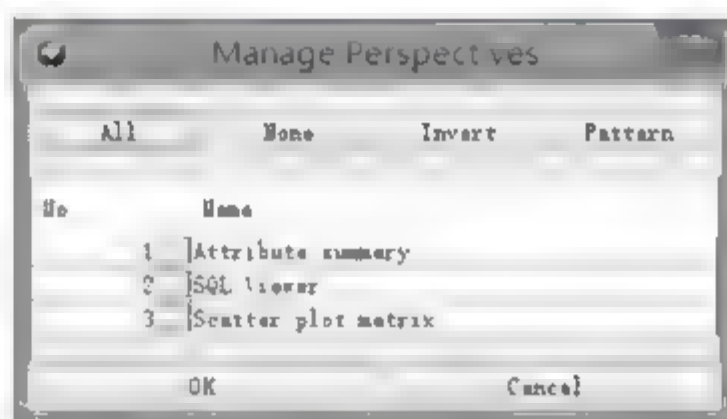 Manage Perspectives
All None Invert Pattern
No Name
1 Attribute summary
2 SQL Viewer
3 Scatter plot matrix
OK Cancel